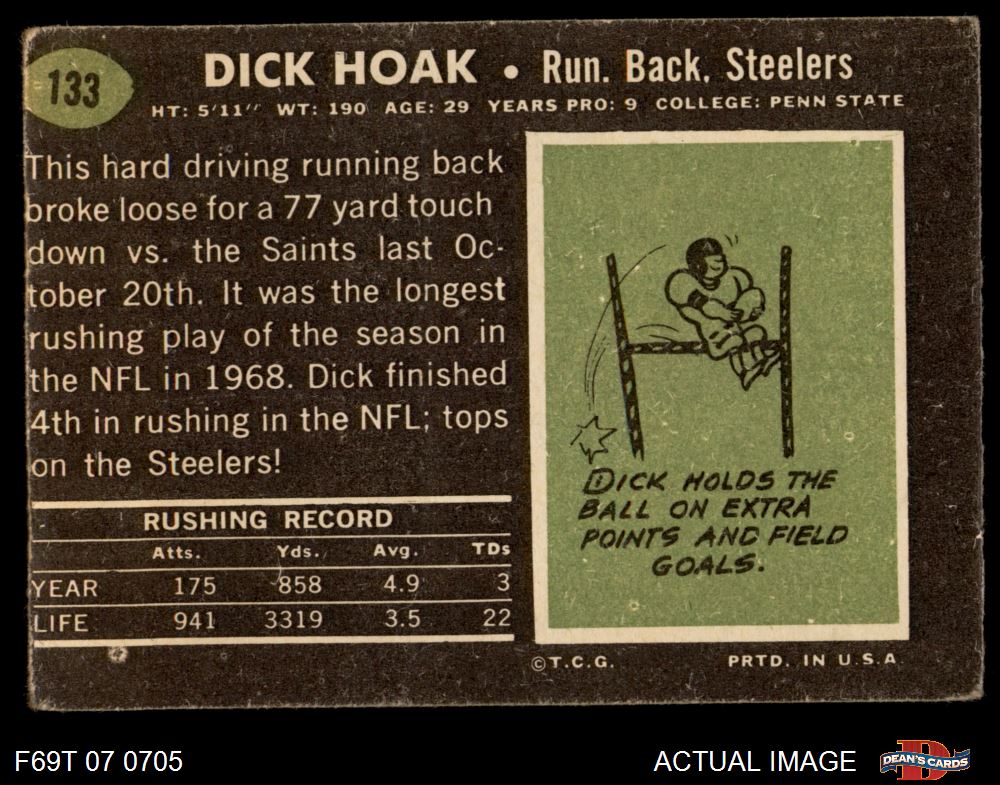 133
DICK HOAK • Run. Back, Steelers
HT: 5'11" WT: 190 AGE: 29 YEARS PRO: 9 COLLEGE: PENN STATE
This hard driving running back
broke loose for a 77 yard touch
down vs. the Saints last Oc-
tober 20th. It was the longest
rushing play of the season in
the NFL in 1968. Dick finished
4th in rushing in the NFL; tops
on the Steelers!
RUSHING RECORD
Atts. Yds. Avg. TDs
YEAR 175 858 4.9 3
LIFE 941 3319 3.5 22
DICK HOLDS THE
BALL ON EXTRA
POINTS AND FIELD
GOALS.
©T.C.G. PRTD. IN U.S.A.
F69T 07 0705
ACTUAL IMAGE
D
DEAN'S CARDS